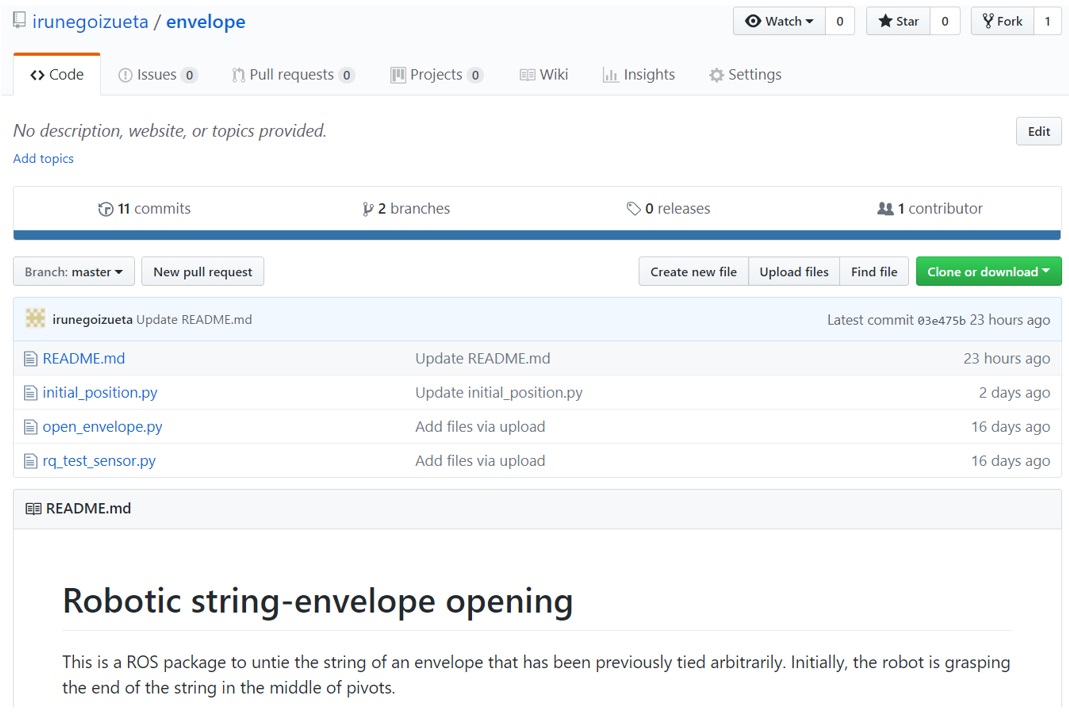 irunegoizueta / envelope
Watch 0 Star 0 Fork 1
Code Issues 0 Pull requests 0 Projects 0 Wiki Insights Settings
No description, website, or topics provided.
Edit
Add topics
11 commits 2 branches 0 releases 1 contributor
Branch: master New pull request Create new file Upload files Find file Clone or download
irunegoizueta Update README.md Latest commit 03e475b 23 hours ago
README.md Update README.md 23 hours ago
initial_position.py Update initial_position.py 2 days ago
open_envelope.py Add files via upload 16 days ago
rq_test_sensor.py Add files via upload 16 days ago
README.md
Robotic string-envelope opening
This is a ROS package to untie the string of an envelope that has been previously tied arbitrarily. Initially, the robot is grasping
the end of the string in the middle of pivots.